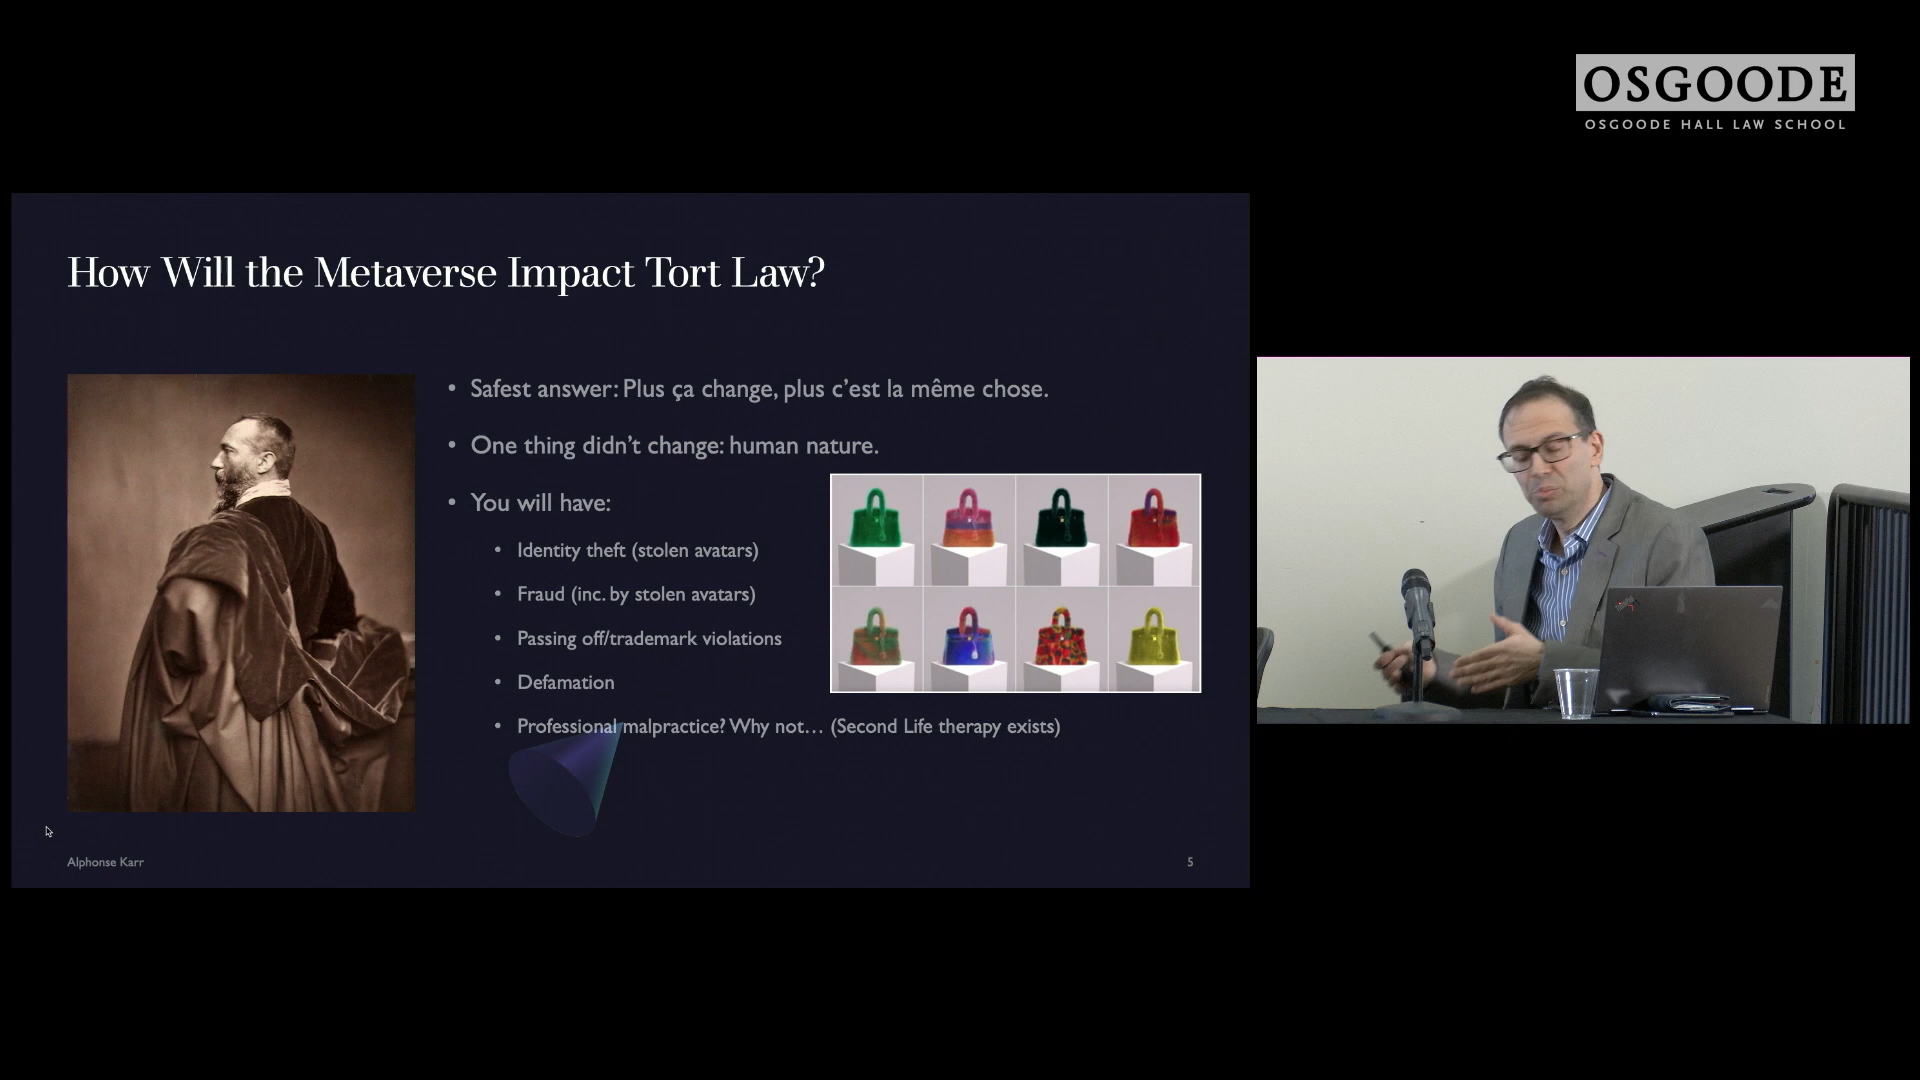 OSGOODE
OSGOODE HALL LAW SCHOOL
How Will the Metaverse Impact Tort Law?
• Safest answer: Plus ça change, plus c’est la même chose.
• One thing didn’t change: human nature.
• You will have:
• Identity theft (stolen avatars)
• Fraud (inc. by stolen avatars)
• Passing off/trademark violations
• Defamation
• Professional malpractice? Why not… (Second Life therapy exists)
Alphonse Karr
5